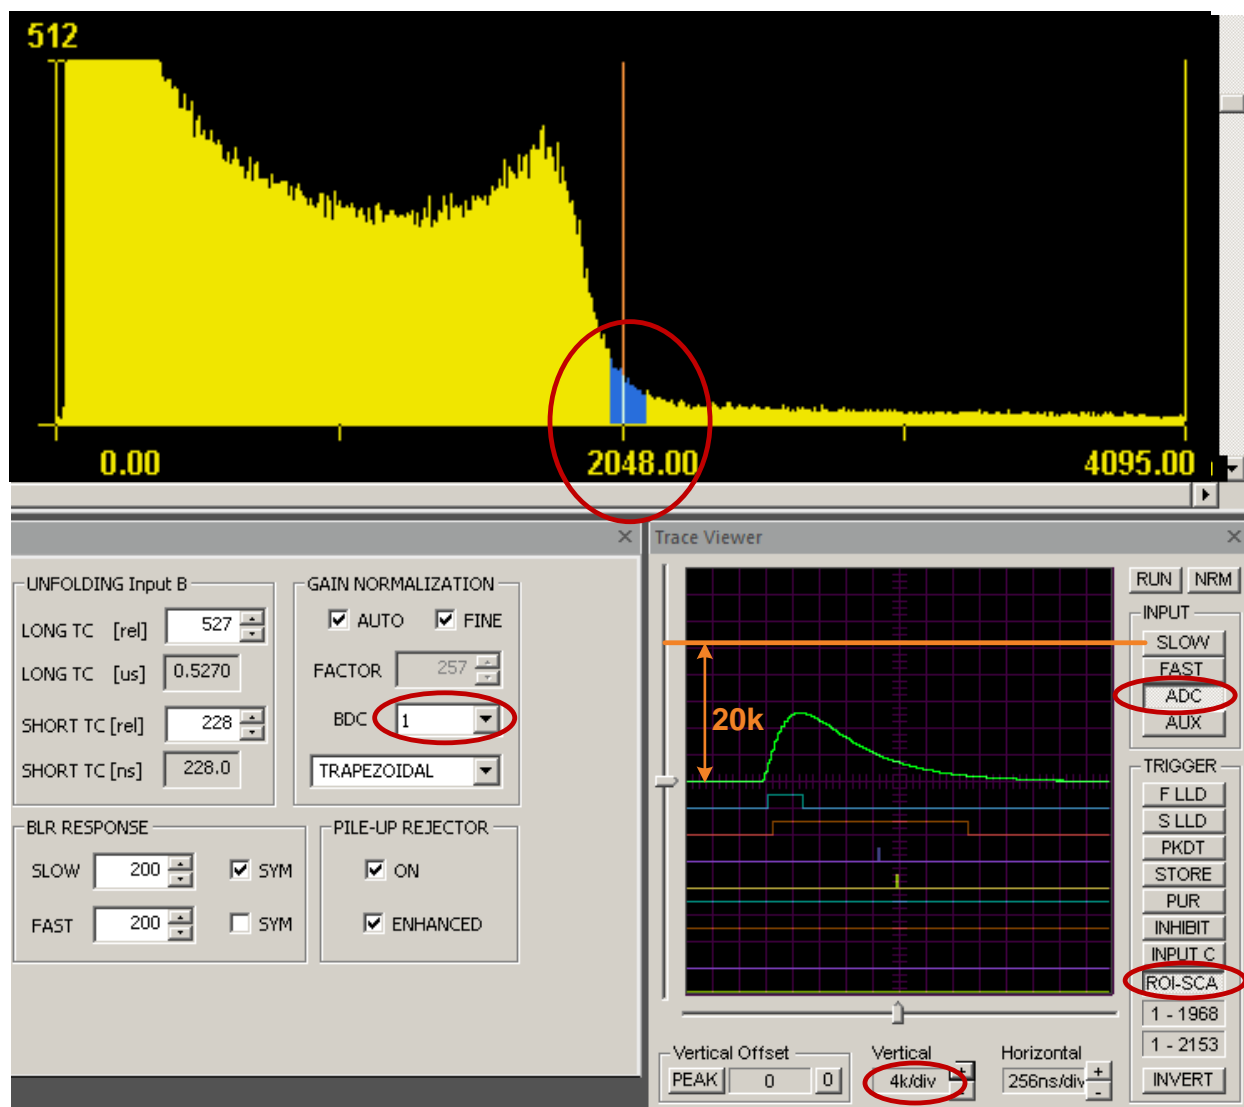 512
0.00 2048.00 4095.00
Trace Viewer
UNFOLDING Input B
LONG TC [rel] 527
LONG TC [us] 0.5270
SHORT TC [rel] 228
SHORT TC [ns] 228.0
GAIN NORMALIZATION
AUTO FINE
FACTOR 257
BDC 1
TRAPEZOIDAL
BLR RESPONSE
SLOW 200 SYM
FAST 200 SYM
PILE-UP REJECTOR
ON
ENHANCED
20k
RUN NRM
INPUT
SLOW
FAST
ADC
AUX
TRIGGER
F LLD
S LLD
PKDT
STORE
PUR
INHIBIT
INPUT C
ROI-SCA
1 - 1968
1 - 2153
INVERT
Vertical Offset
PEAK 0 0
Vertical
4k/div + -
Horizontal
256ns/div + -